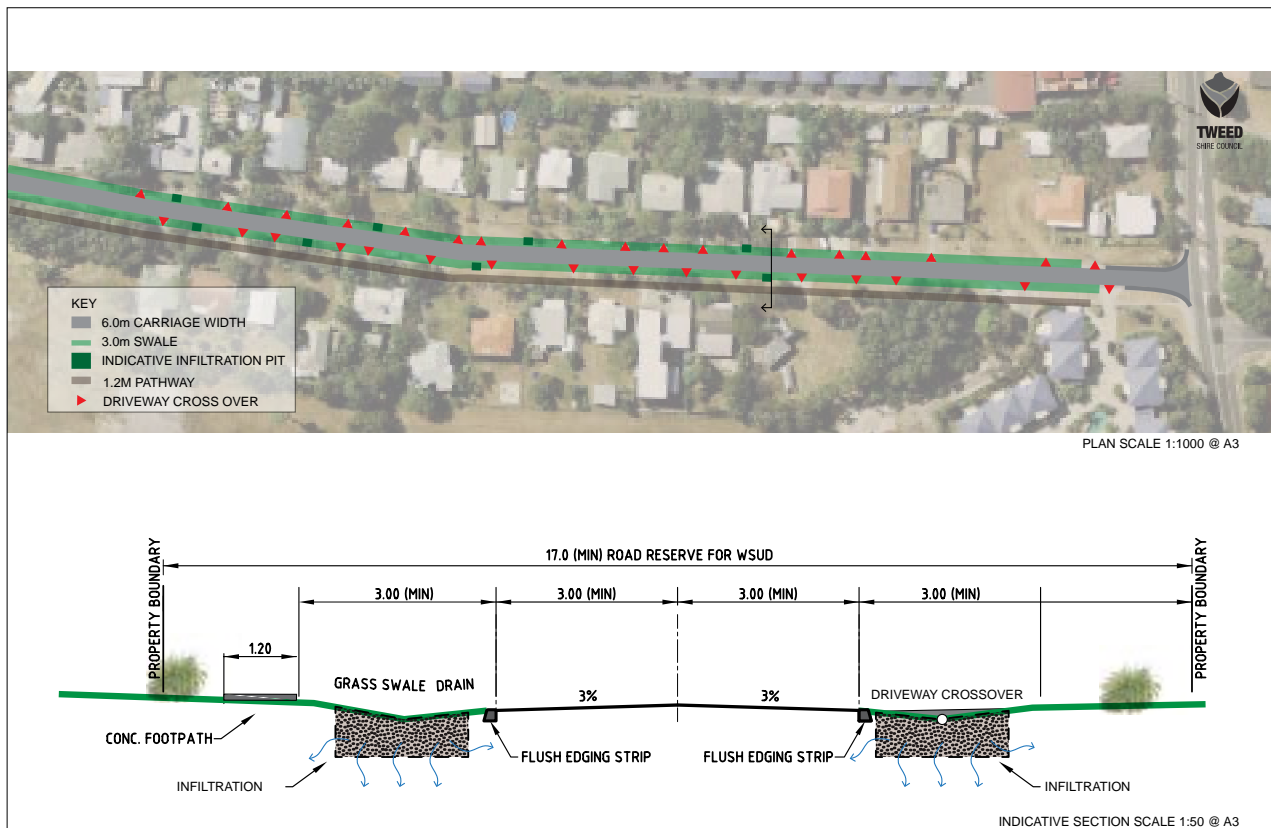 TWEED
SHIRE COUNCIL
KEY
6.0m CARRIAGE WIDTH
3.0m SWALE
INDICATIVE INFILTRATION PIT
1.2M PATHWAY
DRIVEWAY CROSS OVER
PLAN SCALE 1:1000 @ A3
PROPERTY BOUNDARY
17.0 (MIN) ROAD RESERVE FOR WSUD
PROPERTY BOUNDARY
3.00 (MIN)
3.00 (MIN)
3.00 (MIN)
3.00 (MIN)
1.20
GRASS SWALE DRAIN
3%
3%
DRIVEWAY CROSSOVER
CONC. FOOTPATH
FLUSH EDGING STRIP
FLUSH EDGING STRIP
INFILTRATION
INFILTRATION
INDICATIVE SECTION SCALE 1:50 @ A3